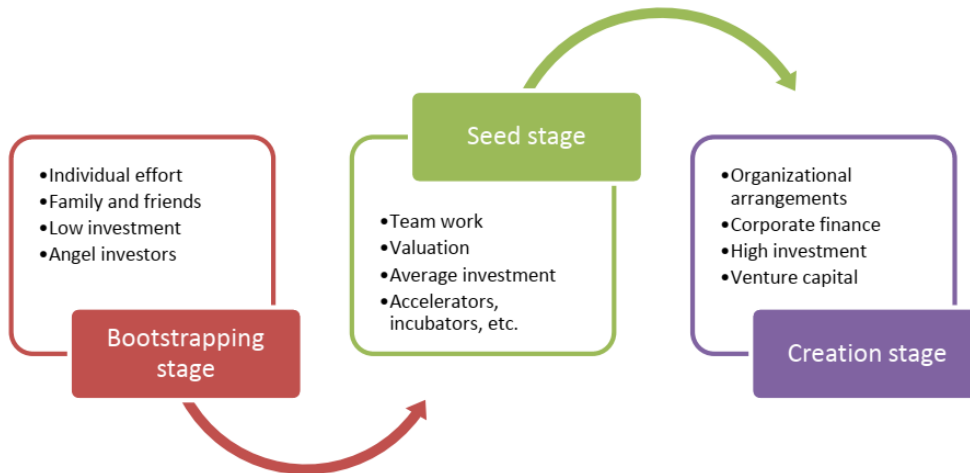 •Individual effort
•Family and friends
•Low investment
•Angel investors
Bootstrapping
stage
Seed stage
•Team work
•Valuation
•Average investment
•Accelerators,
incubators, etc.
•Organizational
arrangements
•Corporate finance
•High investment
•Venture capital
Creation stage